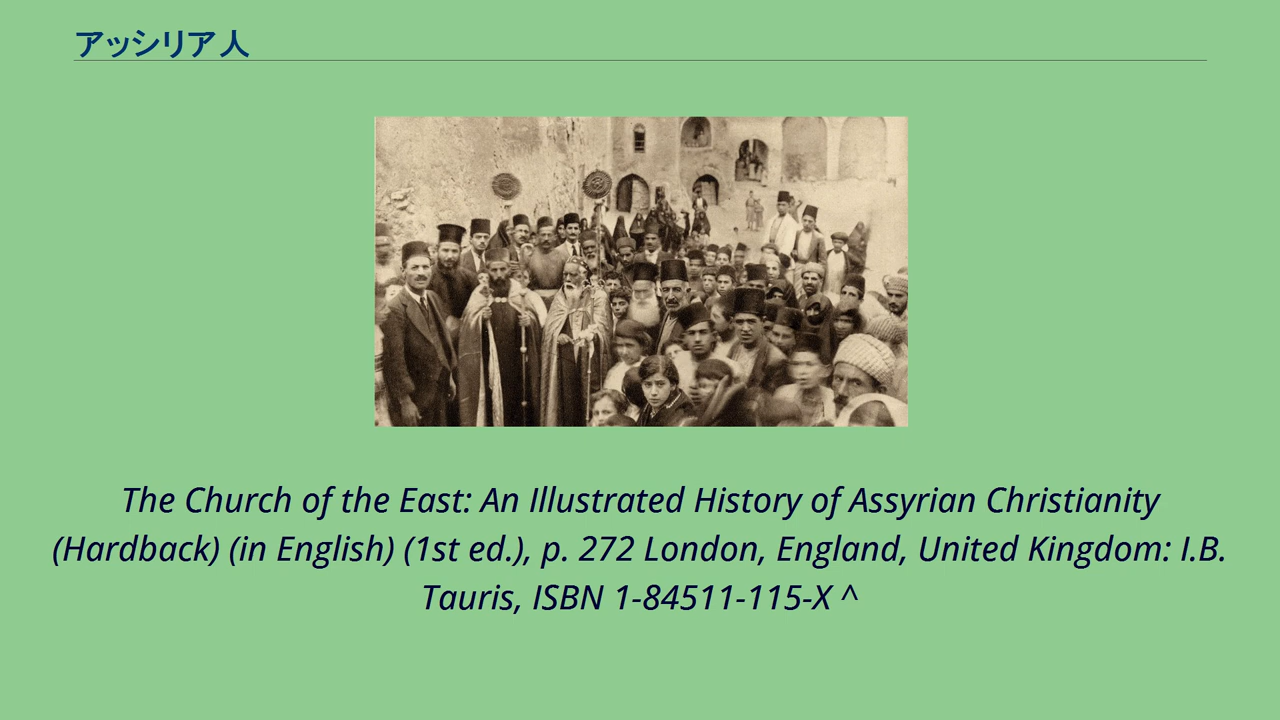 アッシリア人
The Church of the East: An Illustrated History of Assyrian Christianity
(Hardback) (in English) (1st ed.), p. 272 London, England, United Kingdom: I.B.
Tauris, ISBN 1-84511-115-X ^